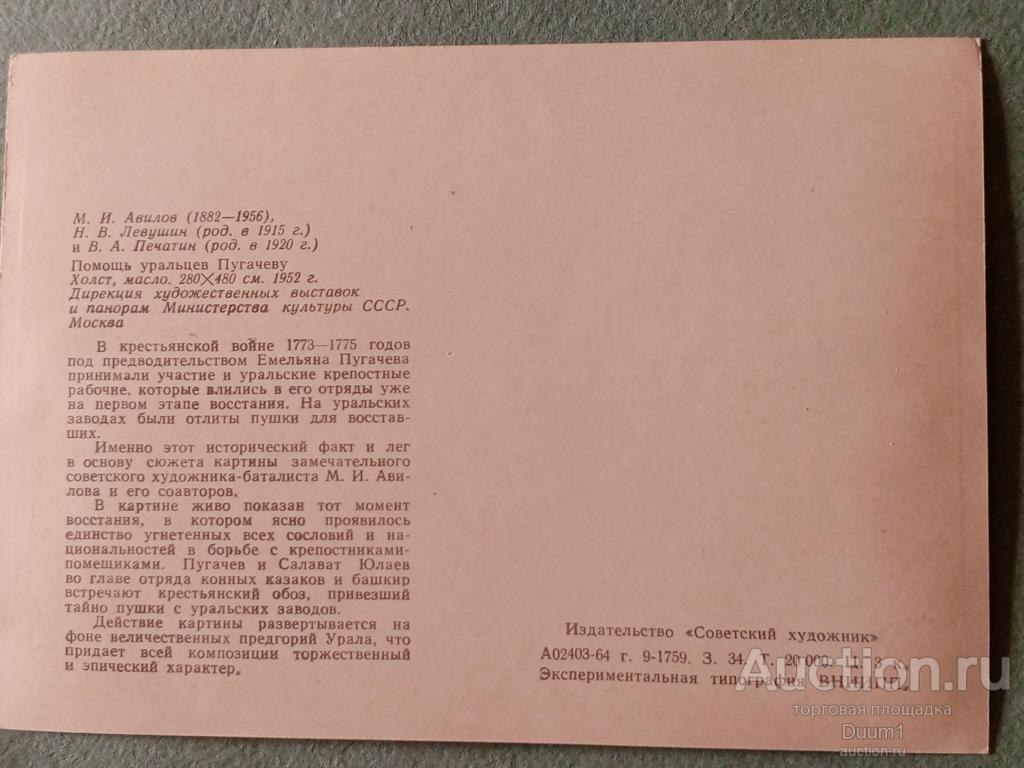 М. И. Авилов (1882—1956),
Н. В. Левушин (род. в 1915 г.)
и В. А. Печатин (род. в 1920 г.)
Помощь уральцев Пугачеву
Холст, масло. 280×480 см. 1952 г.
Дирекция художественных выставок
и панорам Министерства культуры СССР.
Москва
В крестьянской войне 1773—1775 годов
под предводительством Емельяна Пугачева
принимали участие и уральские крепостные
рабочие, которые влились в его отряды уже
на первом этапе восстания. На уральских
заводах были отлиты пушки для восстав-
ших.
Именно этот исторический факт и лег
в основу сюжета картины замечательного
советского художника-баталиста М. И. Ави-
лова и его соавторов.
В картине живо показан тот момент
восстания, в котором ясно проявилось
единство угнетенных всех сословий и на-
циональностей в борьбе с крепостниками-
помещиками. Пугачев и Салават Юлаев
во главе отряда конных казаков и башкир
встречают крестьянский обоз, привезший
тайно пушки с уральских заводов.
Действие картины развертывается на
фоне величественных предгорий Урала, что
придает всей композиции торжественный
и эпический характер.
Издательство «Советский художник»
А02403-64 г. 9-1759. З. 34. Т. 20 000. Ц. 3 к.
Экспериментальная типография ВНИИПП.
Auction.ru
торговая площадка
Duum1
auction.ru